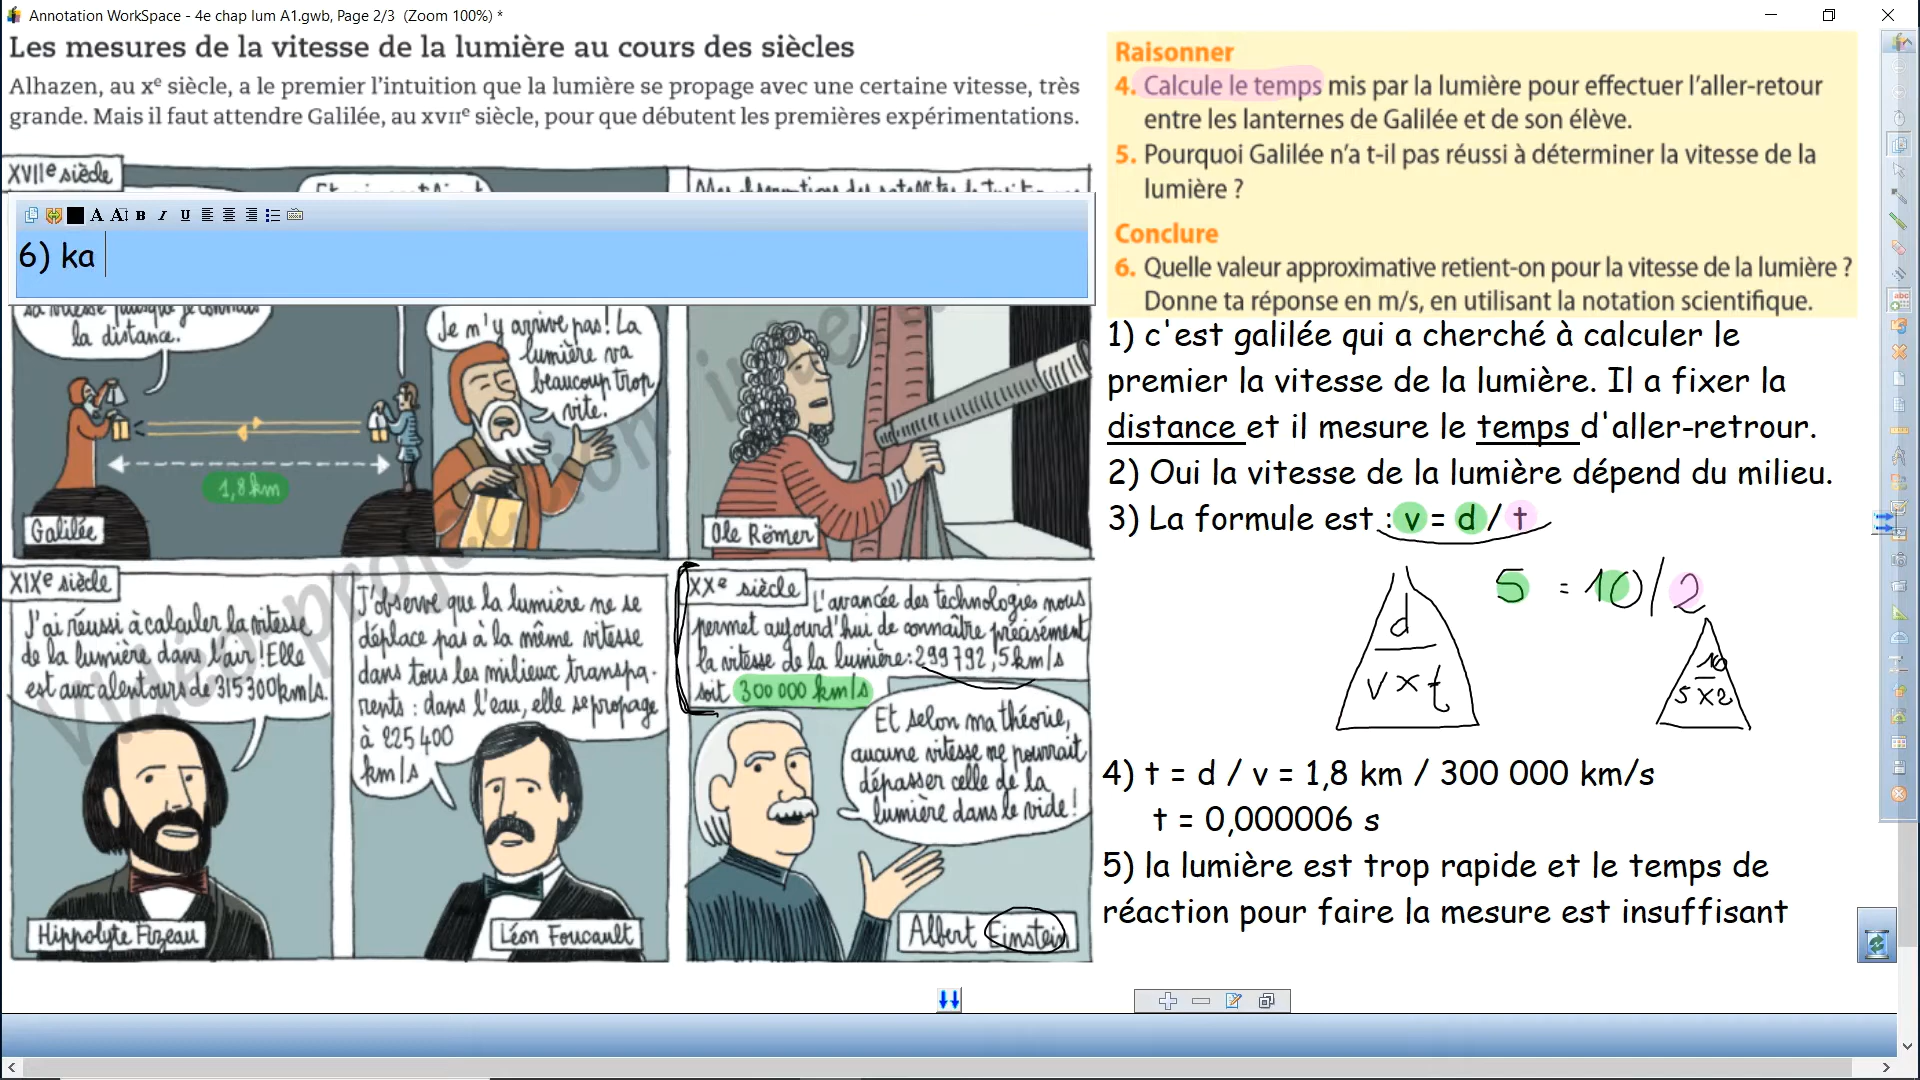 Annotation WorkSpace - 4e chap lum A1.gwb, Page 2/3 (Zoom 100%) *
Les mesures de la vitesse de la lumière au cours des siècles
Alhazen, au Xe siècle, a le premier l'intuition que la lumière se propage avec une certaine vitesse, très
grande. Mais il faut attendre Galilée, au XVIIe siècle, pour que débutent les premières expérimentations.
XVIIe siècle
6) ka
la distance.
1,8 km
Galilée
Je n'y arrive pas! La
lumière va
beaucoup trop
vite.
Ole Römer
XIXe siècle
J'ai réussi à calculer la vitesse
de la lumière dans l'air! Elle
est aux alentours de 315300km/s.
Hippolyte Fizeau
J'observe que la lumière ne se
déplace pas à la même vitesse
dans tous les milieux transpa-
rents : dans l'eau, elle se propage
à 225400
km/s
Léon Foucault
XXe siècle
L'avancée des technologies nous
permet aujourd'hui de connaître précisément
la vitesse de la lumière: 299792,5km/s
soit 300 000 km/s
Et selon ma théorie,
aucune vitesse ne pourrait
dépasser celle de la
lumière dans le vide!
Albert Einstein
Raisonner
4. Calcule le temps mis par la lumière pour effectuer l'aller-retour
entre les lanternes de Galilée et de son élève.
5. Pourquoi Galilée n'a t-il pas réussi à déterminer la vitesse de la
lumière ?
Conclure
6. Quelle valeur approximative retient-on pour la vitesse de la lumière ?
Donne ta réponse en m/s, en utilisant la notation scientifique.
1) c'est galilée qui a cherché à calculer le
premier la vitesse de la lumière. Il a fixer la
distance et il mesure le temps d'aller-retrour.
2) Oui la vitesse de la lumière dépend du milieu.
3) La formule est : v = d / t
5 = 10/2
d
v x t
10
5 x 2
4) t = d / v = 1,8 km / 300 000 km/s
t = 0,000006 s
5) la lumière est trop rapide et le temps de
réaction pour faire la mesure est insuffisant